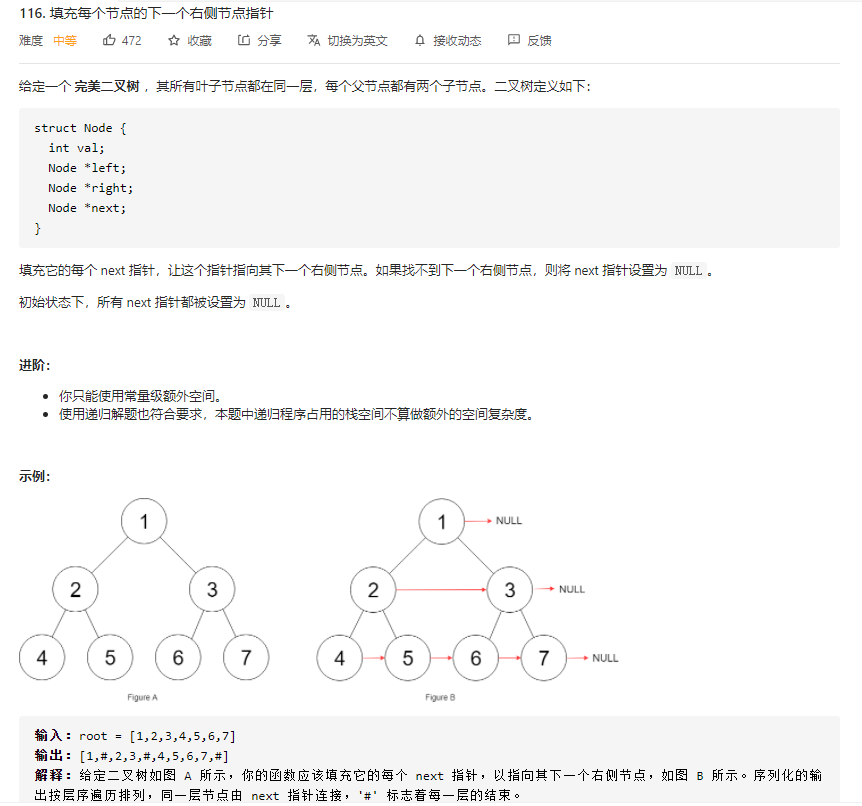 116. 填充每个节点的下一个右侧节点指针
难度 中等 472 收藏 分享 切换为英文 接收动态 反馈
给定一个 完美二叉树 ，其所有叶子节点都在同一层，每个父节点都有两个子节点。二叉树定义如下：
struct Node {
  int val;
  Node *left;
  Node *right;
  Node *next;
}
填充它的每个 next 指针，让这个指针指向其下一个右侧节点。如果找不到下一个右侧节点，则将 next 指针设置为 NULL 。
初始状态下，所有 next 指针都被设置为 NULL 。
进阶：
• 你只能使用常量级额外空间。
• 使用递归解题也符合要求，本题中递归程序占用的栈空间不算做额外的空间复杂度。
示例：
1 1 NULL
2 3 2 3 NULL
4 5 6 7 4 5 6 7 NULL
Figure A Figure B
输入：root = [1,2,3,4,5,6,7]
输出：[1,#,2,3,#,4,5,6,7,#]
解释：给定二叉树如图 A 所示，你的函数应该填充它的每个 next 指针，以指向其下一个右侧节点，如图 B 所示。序列化的输
出按层序遍历排列，同一层节点由 next 指针连接，'#' 标志着每一层的结束。